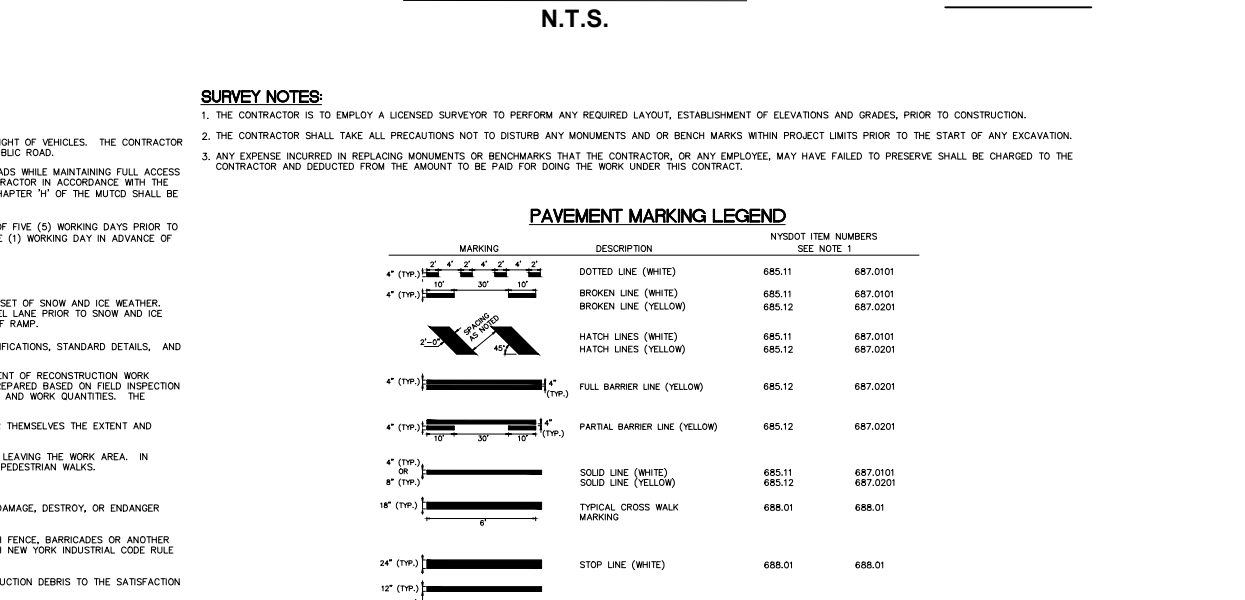 N.T.S.
SURVEY NOTES:
1. THE CONTRACTOR IS TO EMPLOY A LICENSED SURVEYOR TO PERFORM ANY REQUIRED LAYOUT, ESTABLISHMENT OF ELEVATIONS AND GRADES, PRIOR TO CONSTRUCTION.
2. THE CONTRACTOR SHALL TAKE ALL PRECAUTIONS NOT TO DISTURB ANY MONUMENTS AND OR BENCH MARKS WITHIN PROJECT LIMITS PRIOR TO THE START OF ANY EXCAVATION.
3. ANY EXPENSE INCURRED IN REPLACING MONUMENTS OR BENCHMARKS THAT THE CONTRACTOR, OR ANY EMPLOYEE, MAY HAVE FAILED TO PRESERVE SHALL BE CHARGED TO THE
CONTRACTOR AND DEDUCTED FROM THE AMOUNT TO BE PAID FOR DOING THE WORK UNDER THIS CONTRACT.
OF VEHICLES. THE CONTRACTOR
ROAD.
WHILE MAINTAINING FULL ACCESS
IN ACCORDANCE WITH THE
'H' OF THE MUTCD SHALL BE
OF FIVE (5) WORKING DAYS PRIOR TO
(1) WORKING DAY IN ADVANCE OF
OF SNOW AND ICE WEATHER.
LANE PRIOR TO SNOW AND ICE
RAMP.
STANDARD DETAILS, AND
OF RECONSTRUCTION WORK
BASED ON FIELD INSPECTION
AND WORK QUANTITIES. THE
THEMSELVES THE EXTENT AND
LEAVING THE WORK AREA. IN
PEDESTRIAN WALKS.
DAMAGE, DESTROY, OR ENDANGER
FENCE, BARRICADES OR ANOTHER
NEW YORK INDUSTRIAL CODE RULE
DEBRIS TO THE SATISFACTION
PAVEMENT MARKING LEGEND
NYSDOT ITEM NUMBERS
MARKING DESCRIPTION SEE NOTE 1
2' 4' 2' 4' 2' 4' 2'
4" (TYP.) DOTTED LINE (WHITE) 685.11 687.0101
10' 30' 10'
4" (TYP.) BROKEN LINE (WHITE) 685.11 687.0101
BROKEN LINE (YELLOW) 685.12 687.0201
SPACING
AS NOTED
2'-0" 45°
HATCH LINES (WHITE) 685.11 687.0101
HATCH LINES (YELLOW) 685.12 687.0201
4" (TYP.) 4" (TYP.) FULL BARRIER LINE (YELLOW) 685.12 687.0201
4" (TYP.) 4" (TYP.) PARTIAL BARRIER LINE (YELLOW) 685.12 687.0201
10' 30' 10'
4" (TYP.)
OR
8" (TYP.)
SOLID LINE (WHITE) 685.11 687.0101
SOLID LINE (YELLOW) 685.12 687.0201
18" (TYP.) TYPICAL CROSS WALK 688.01 688.01
MARKING
6'
24" (TYP.) STOP LINE (WHITE) 688.01 688.01
12" (TYP.)